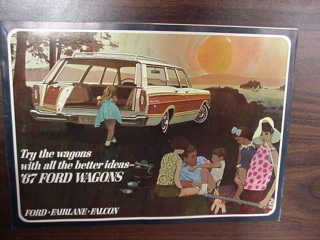 Try the wagons
with all the better ideas—
'67 FORD WAGONS
FORD • FAIRLANE • FALCON